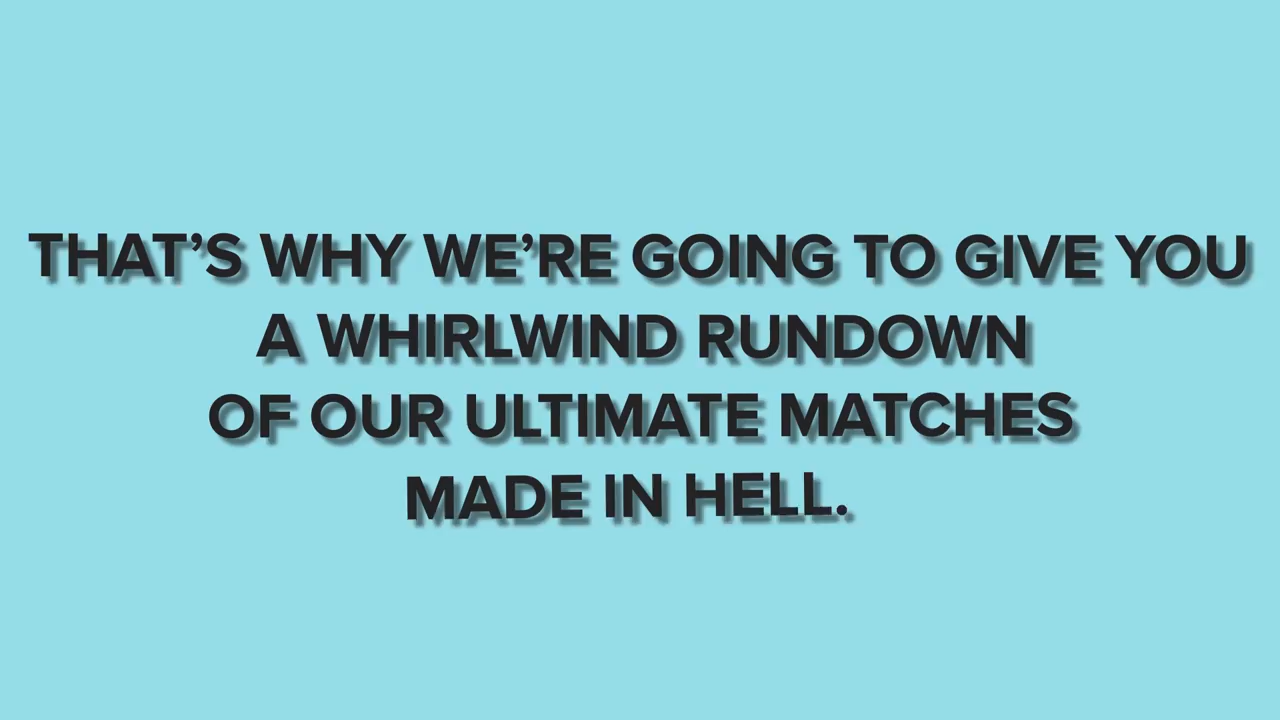 THAT’S WHY WE’RE GOING TO GIVE YOU
A WHIRLWIND RUNDOWN
OF OUR ULTIMATE MATCHES
MADE IN HELL.